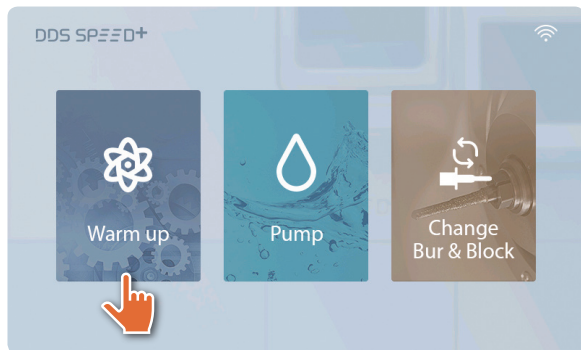 DDS SPEED+
Warm up
Pump
Change
Bur & Block